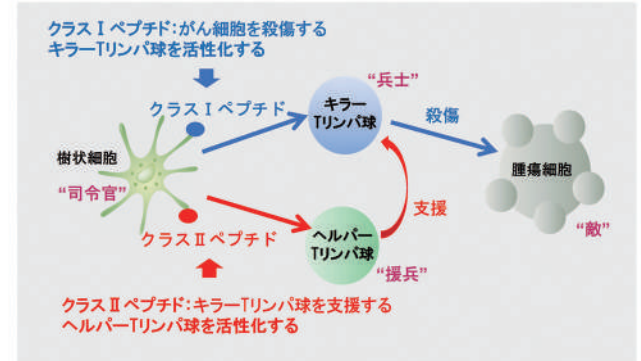 クラスⅠペプチド：がん細胞を殺傷する
キラーTリンパ球を活性化する
クラスⅠペプチド
“兵士”
キラー
Tリンパ球
殺傷
樹状細胞
“司令官”
腫瘍細胞
“敵”
支援
クラスⅡペプチド
ヘルパー
Tリンパ球
“援兵”
クラスⅡペプチド：キラーTリンパ球を支援する
ヘルパーTリンパ球を活性化する